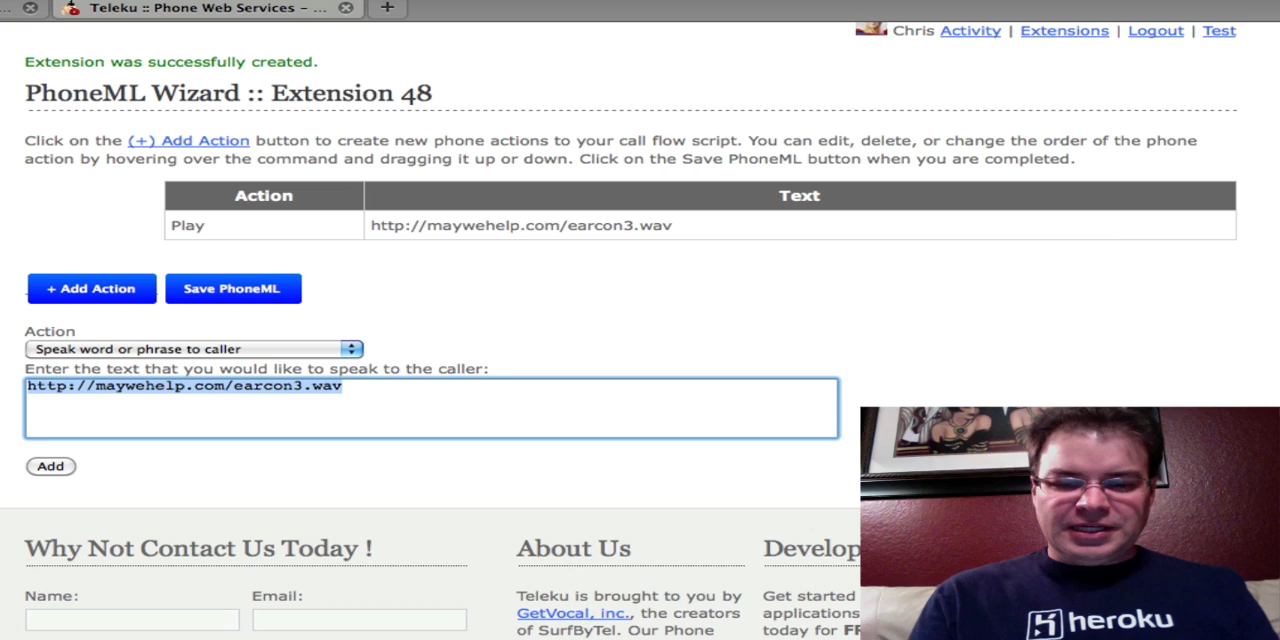 Teleku :: Phone Web Services – ...
Chris Activity | Extensions | Logout | Test
Extension was successfully created.
PhoneML Wizard :: Extension 48
Click on the (+) Add Action button to create new phone actions to your call flow script. You can edit, delete, or change the order of the phone
action by hovering over the command and dragging it up or down. Click on the Save PhoneML button when you are completed.
Action Text
Play http://maywehelp.com/earcon3.wav
+ Add Action Save PhoneML
Action
Speak word or phrase to caller
Enter the text that you would like to speak to the caller:
http://maywehelp.com/earcon3.wav
Add
Why Not Contact Us Today ! About Us Develop
Name: Email: Teleku is brought to you by Get started
GetVocal, inc., the creators applications
of SurfByTel. Our Phone today for FR
heroku